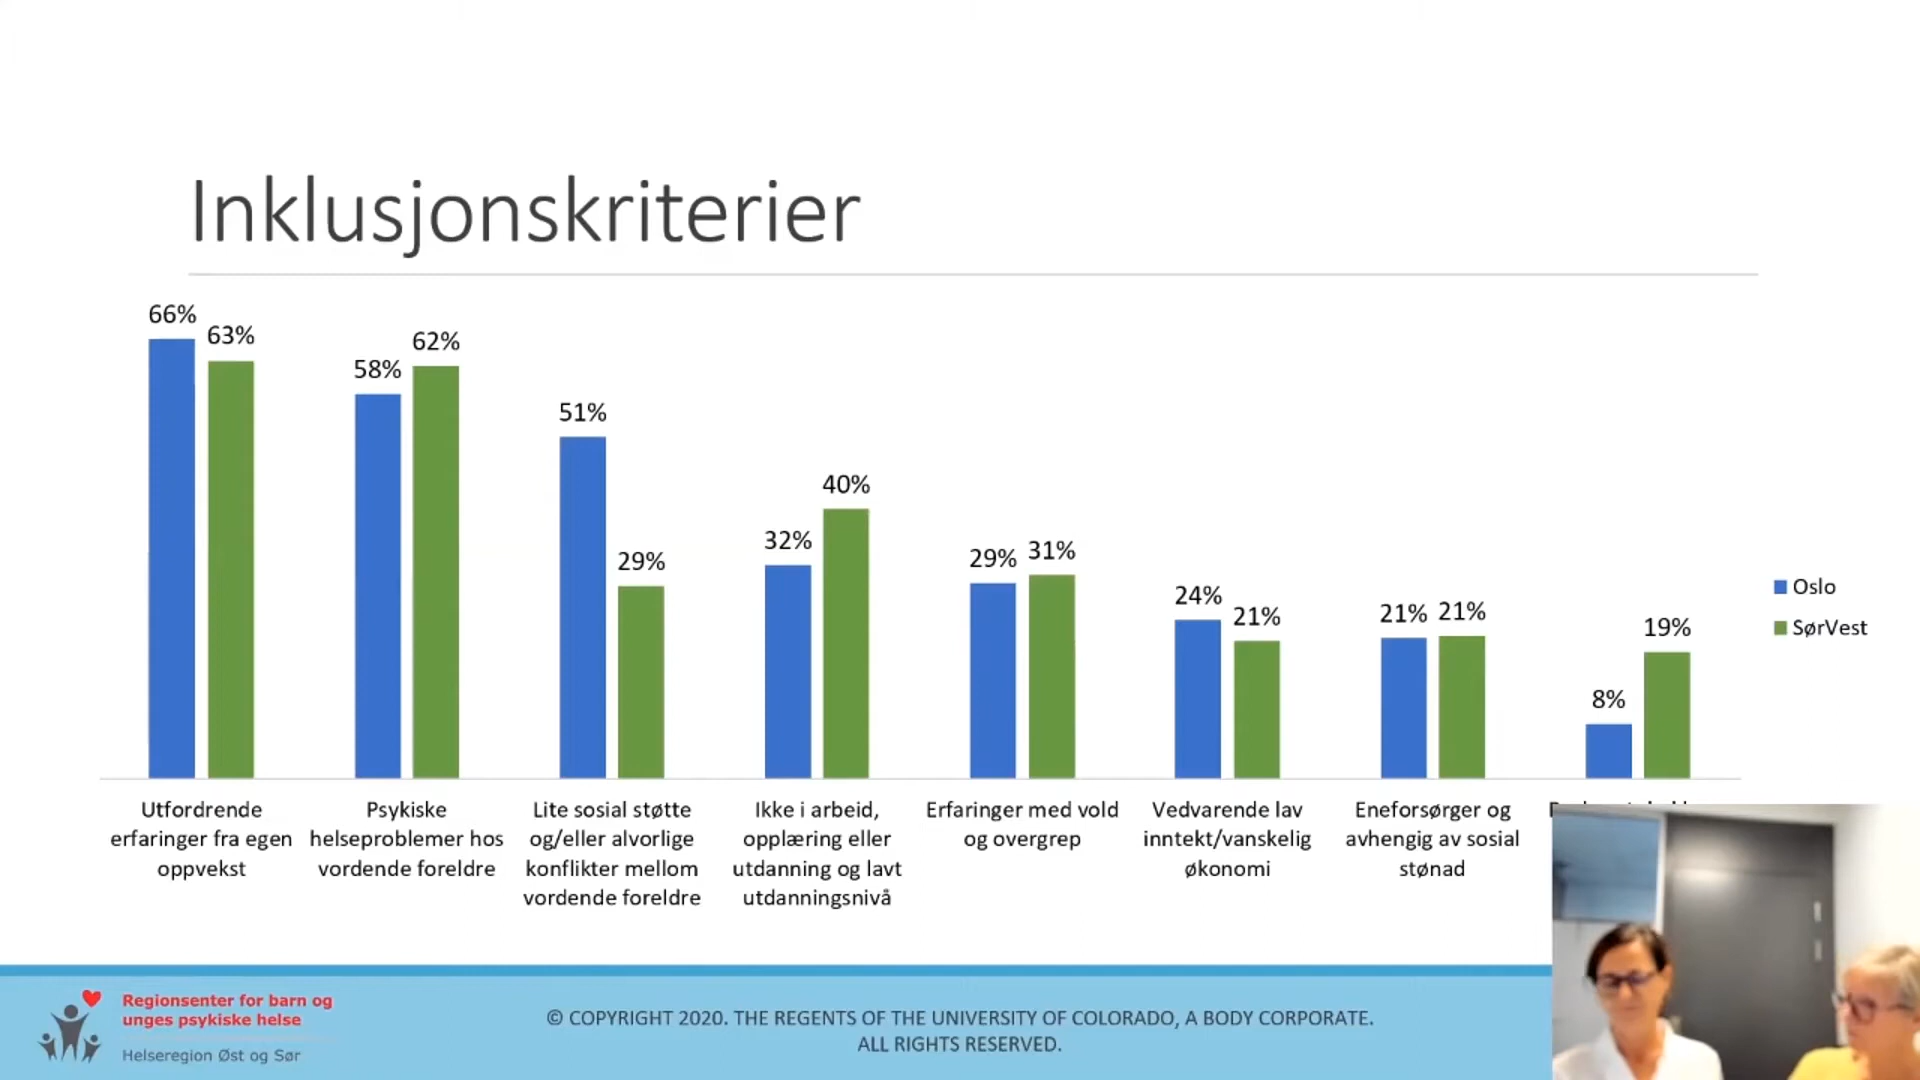 Inklusjonskriterier
66%
63%
58%
62%
51%
29%
32%
40%
29%
31%
24%
21%
21%
21%
8%
19%
Oslo
SørVest
Utfordrende
erfaringer fra egen
oppvekst
Psykiske
helseproblemer hos
vordende foreldre
Lite sosial støtte
og/eller alvorlige
konflikter mellom
vordende foreldre
Ikke i arbeid,
opplæring eller
utdanning og lavt
utdanningsnivå
Erfaringer med vold
og overgrep
Vedvarende lav
inntekt/vanskelig
økonomi
Eneforsørger og
avhengig av sosial
stønad
Regionsenter for barn og
unges psykiske helse
Helseregion Øst og Sør
© COPYRIGHT 2020. THE REGENTS OF THE UNIVERSITY OF COLORADO, A BODY CORPORATE.
ALL RIGHTS RESERVED.